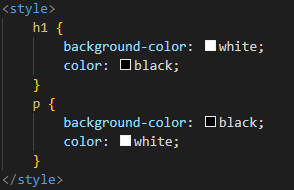 <style>
h1 {
background-color: white;
color: black;
}
p {
background-color: black;
color: white;
}
</style>